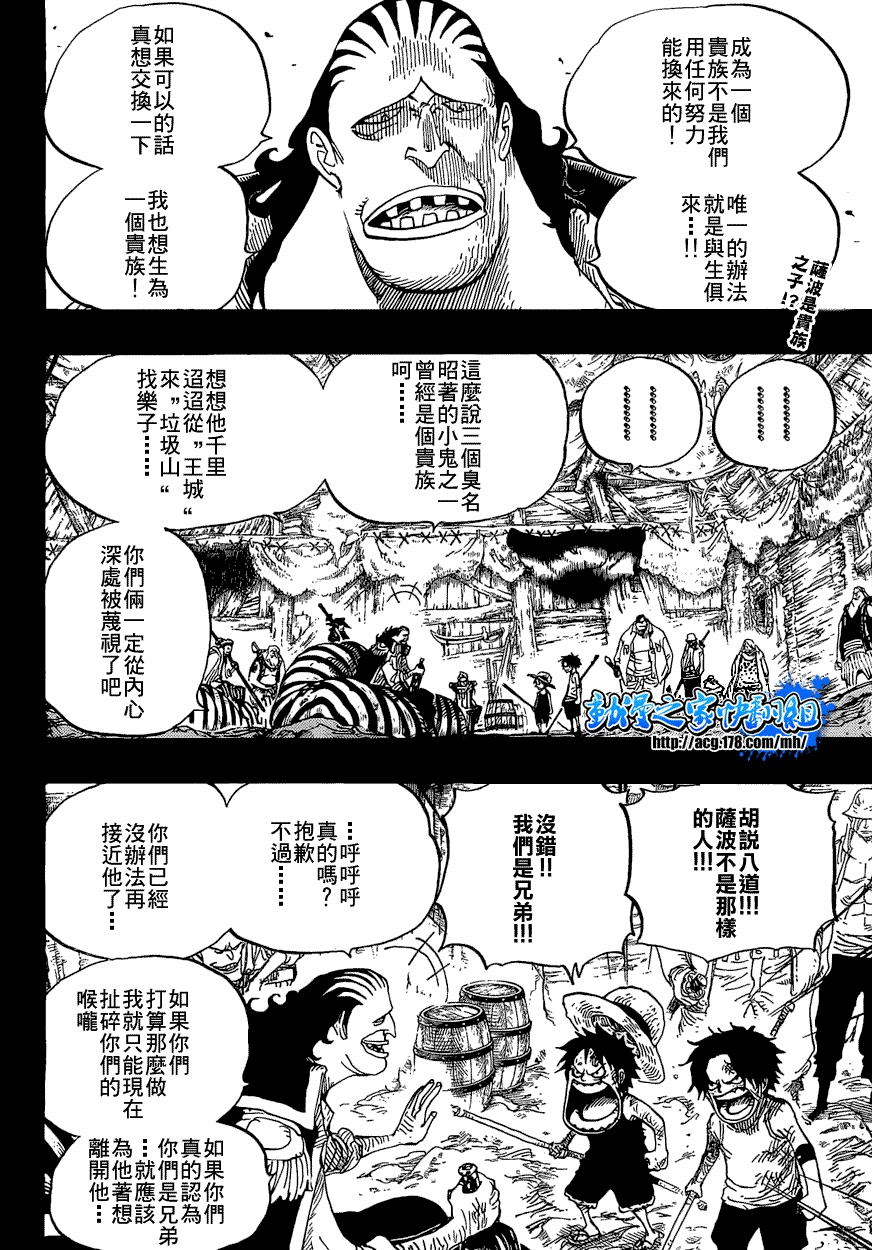 成為一個
貴族不是我們
用任何努力
能換來的！
唯一的辦法
就是與生俱
來…!!
如果可以的話
真想交換一下
我也想生為
一個貴族！
薩波是貴族
之子!?
…………
…………
…………
…………
這麼說三個臭名
昭著的小鬼之一
曾經是個貴族
呵……
想想他千里
迢迢從”王城“
來”垃圾山“
找樂子……
你們倆一定從內心
深處被蔑視了吧
動漫之家快翻組
http://acg.178.com/mh/
胡説八道!!!
薩波不是那樣
的人!!!
沒錯!!
我們是兄弟!!!
…呼呼呼
真的嗎？
抱歉
不過……
你們已經
沒辦法再
接近他了…
如果你們
打算那麼做
我就只能現在
扯碎你們的
喉嚨
如果你們
真的認為
你們是兄弟
…就應該
為他著想
離開他…